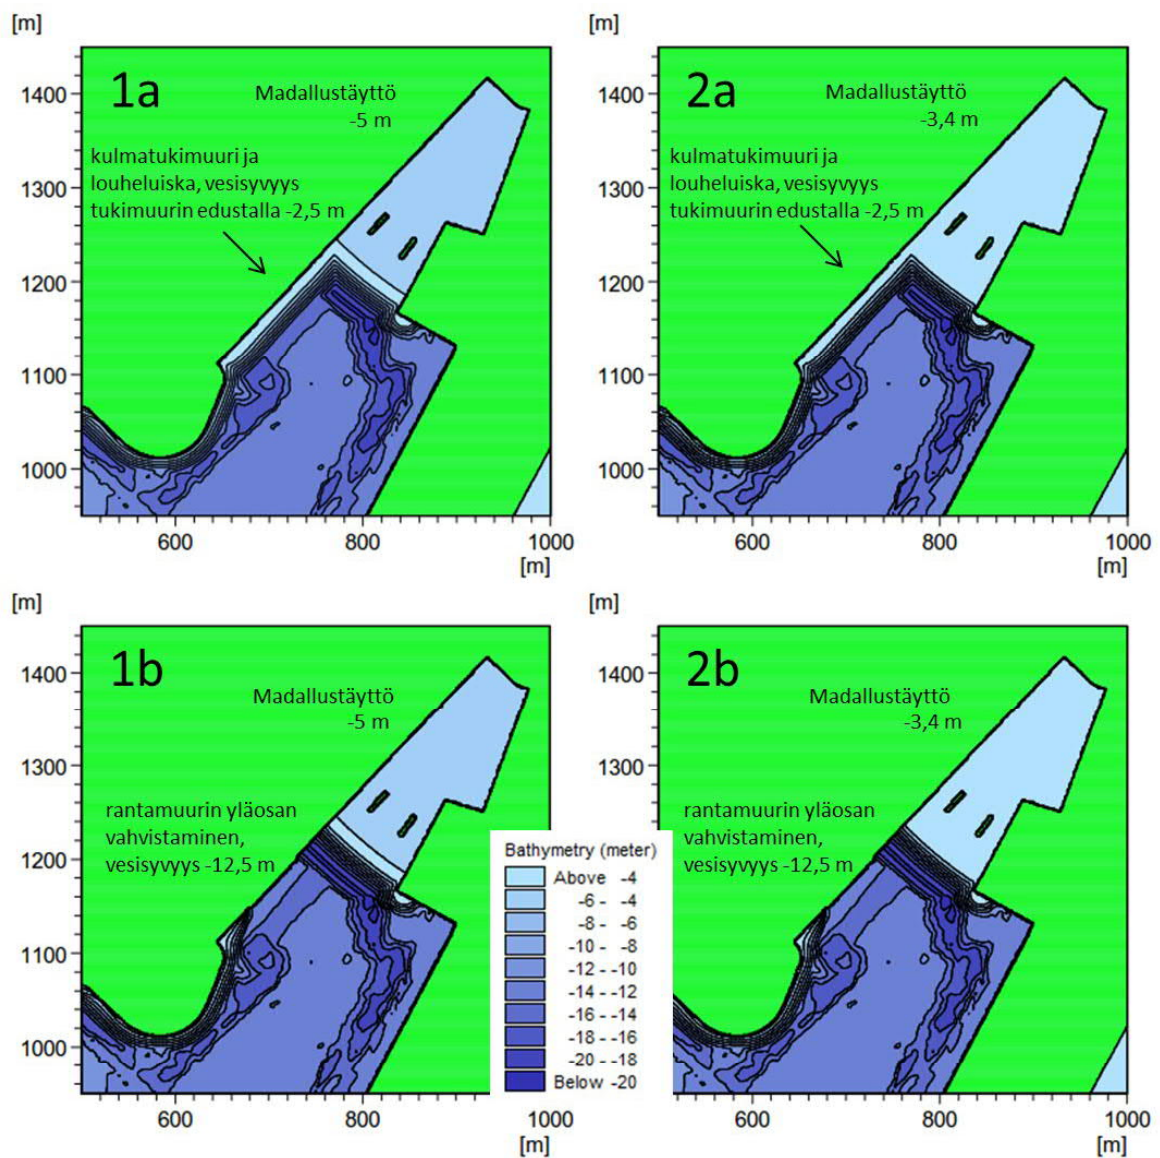 [m]
[m]
1a
Madallustäyttö
-5 m
kulmatukimuuri ja
louheluiska, vesisyvyys
tukimuurin edustalla -2,5 m
1400
1300
1200
1100
1000
600
800
1000
[m]
2a
Madallustäyttö
-3,4 m
kulmatukimuuri ja
louheluiska, vesisyvyys
tukimuurin edustalla -2,5 m
1400
1300
1200
1100
1000
600
800
1000
[m]
[m]
[m]
1b
Madallustäyttö
-5 m
rantamuurin yläosan
vahvistaminen,
vesisyvyys -12,5 m
1400
1300
1200
1100
1000
600
800
1000
[m]
Bathymetry (meter)
Above -4
-6 - -4
-8 - -6
-10 - -8
-12 - -10
-14 - -12
-16 - -14
-18 - -16
-20 - -18
Below -20
2b
Madallustäyttö
-3,4 m
rantamuurin yläosan
vahvistaminen,
vesisyvyys -12,5 m
1400
1300
1200
1100
1000
600
800
1000
[m]